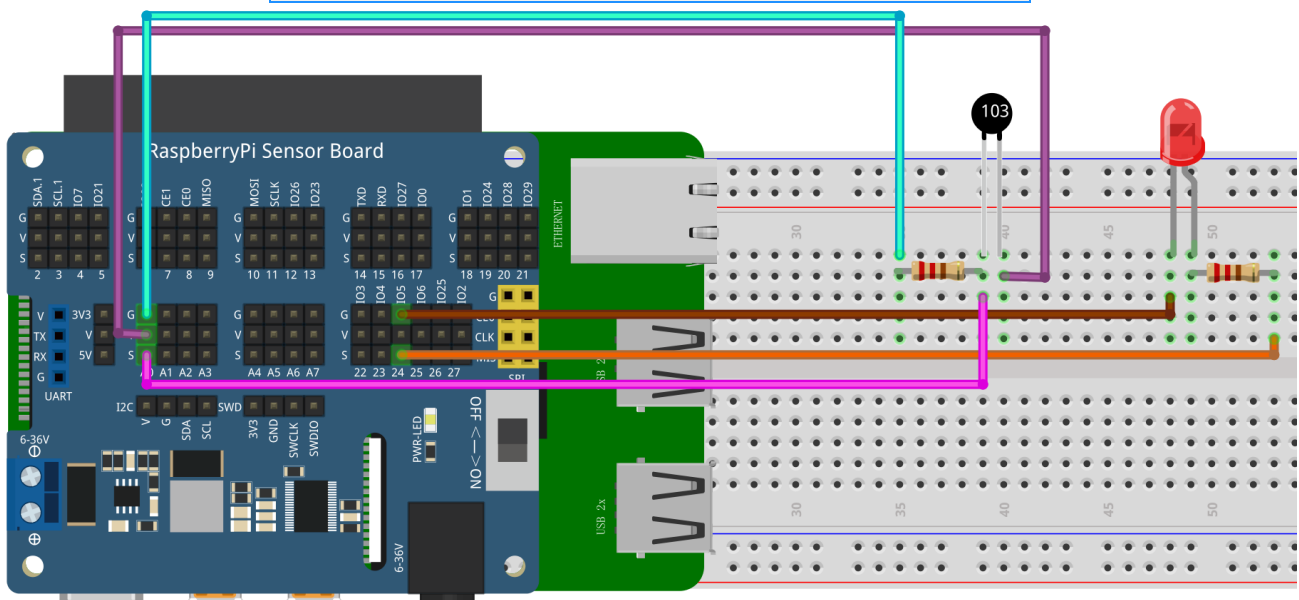 RaspberryPi Sensor Board
103
SDA.1 SCL.1 IO7 IO21
CE1 CE0 MISO
MOSI SCLK IO26 IO23
TXD RXD IO27 IO0
IO1 IO24 IO28 IO29
G G G G G
V V V V V
S S S S S
2 3 4 5
7 8 9
10 11 12 13
14 15 16 17
18 19 20 21
ETHERNET
30 35 40 45 50
IO3 IO4 IO5 IO6 IO25 IO2
G
V 3V3 G G G
TX V V V CLK
RX 5V S S S
G
A0 A1 A2 A3 A4 A5 A6 A7 22 23 24 25 26 27
SPI
UART
I2C SWD
V G SDA SCL 3V3 GND SWCLK SWDIO
PWR-LED
OFF >—< ON
6-36V
6-36V
USB 2x
30 35 40 45 50